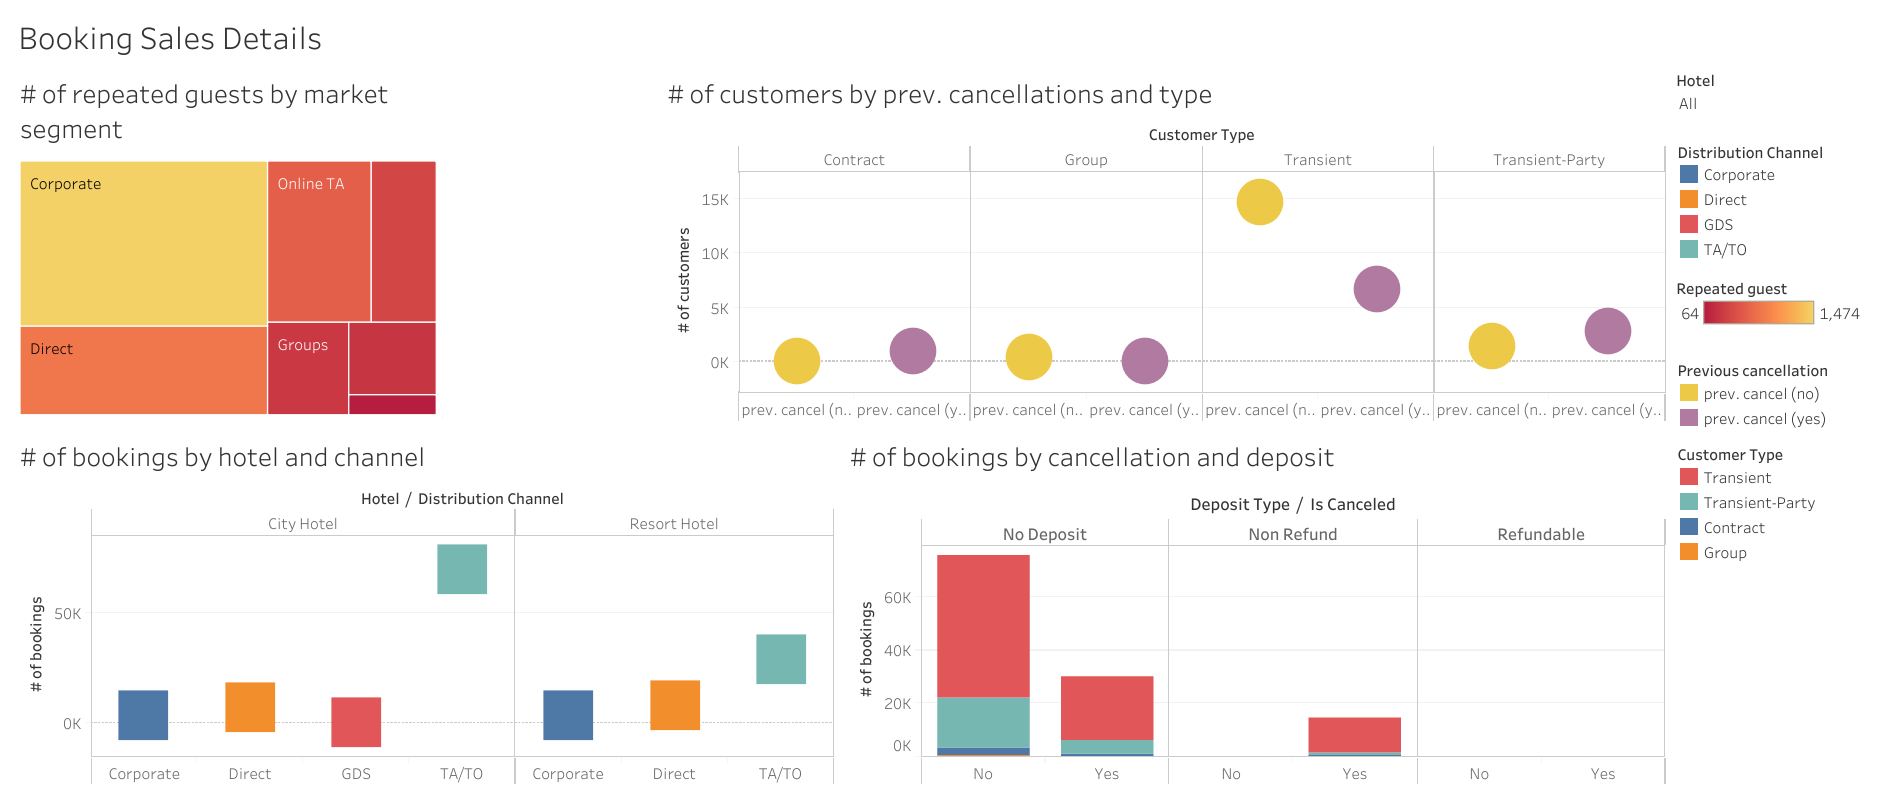 Booking Sales Details
# of repeated guests by market
segment
Corporate
Online TA
Direct
Groups
# of customers by prev. cancellations and type
Customer Type
Contract
Group
Transient
Transient-Party
# of customers
15K
10K
5K
0K
prev. cancel (n..
prev. cancel (y..
prev. cancel (n..
prev. cancel (y..
prev. cancel (n..
prev. cancel (y..
prev. cancel (n..
prev. cancel (y..
Hotel
All
Distribution Channel
Corporate
Direct
GDS
TA/TO
Repeated guest
64
1,474
Previous cancellation
prev. cancel (no)
prev. cancel (yes)
Customer Type
Transient
Transient-Party
Contract
Group
# of bookings by hotel and channel
Hotel / Distribution Channel
City Hotel
Resort Hotel
# of bookings
50K
0K
Corporate
Direct
GDS
TA/TO
Corporate
Direct
TA/TO
# of bookings by cancellation and deposit
Deposit Type / Is Canceled
No Deposit
Non Refund
Refundable
# of bookings
60K
40K
20K
0K
No
Yes
No
Yes
No
Yes